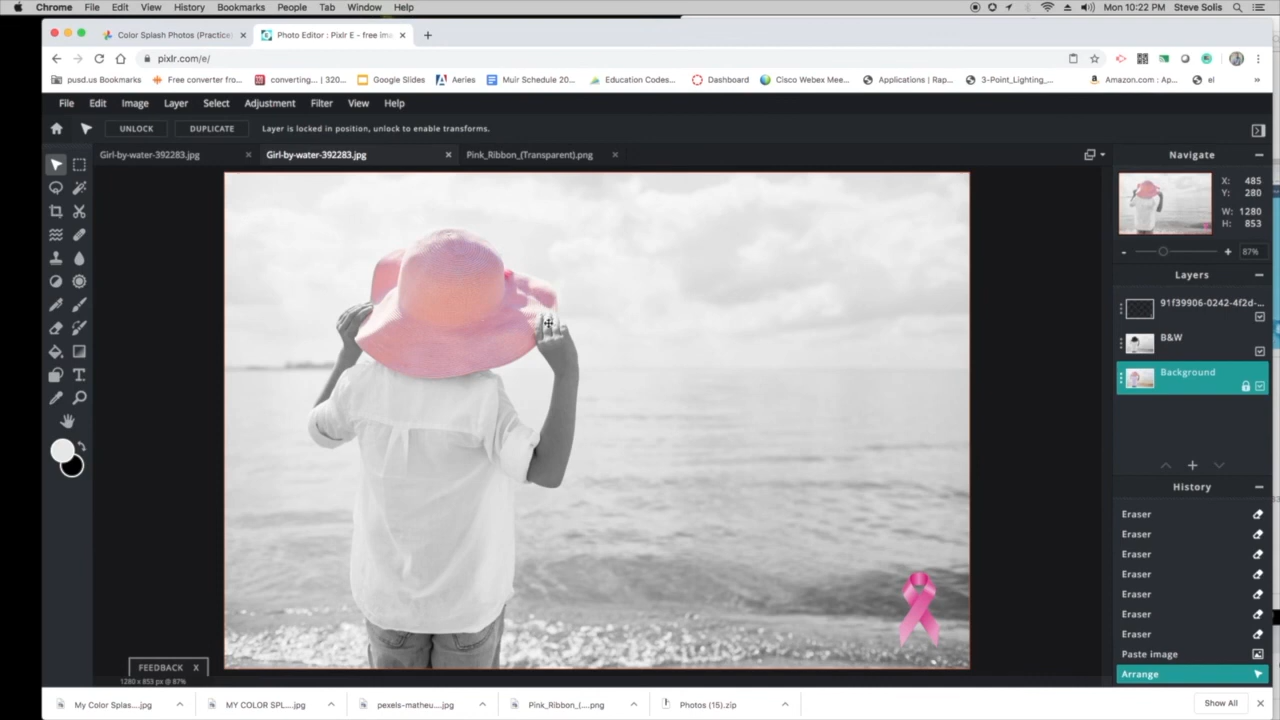 Chrome File Edit View History Bookmarks People Tab Window Help Mon 10:22 PM Steve Solis
Color Splash Photos (Practice) Photo Editor : Pixlr E - free ima
pixlr.com/e/
pusd.us Bookmarks Free converter fro... converting... | 320... Google Slides Aeries Muir Schedule 20... Education Codes... Dashboard Cisco Webex Mee... Applications | Rap... 3-Point_Lighting_... Amazon.com : Ap... el
File Edit Image Layer Select Adjustment Filter View Help
UNLOCK DUPLICATE Layer is locked in position, unlock to enable transforms.
Girl-by-water-392283.jpg Girl-by-water-392283.jpg Pink_Ribbon_(Transparent).png
Navigate
X: 485
Y: 280
W: 1280
H: 853
87%
Layers
91f39906-0242-4f2d-...
B&W
Background
History
Eraser
Eraser
Eraser
Eraser
Eraser
Eraser
Eraser
Paste image
Arrange
FEEDBACK X
1280 x 853 px @ 87%
My Color Splas....jpg MY COLOR SPL....jpg pexels-matheu....jpg Pink_Ribbon_(....png Photos (15).zip Show All